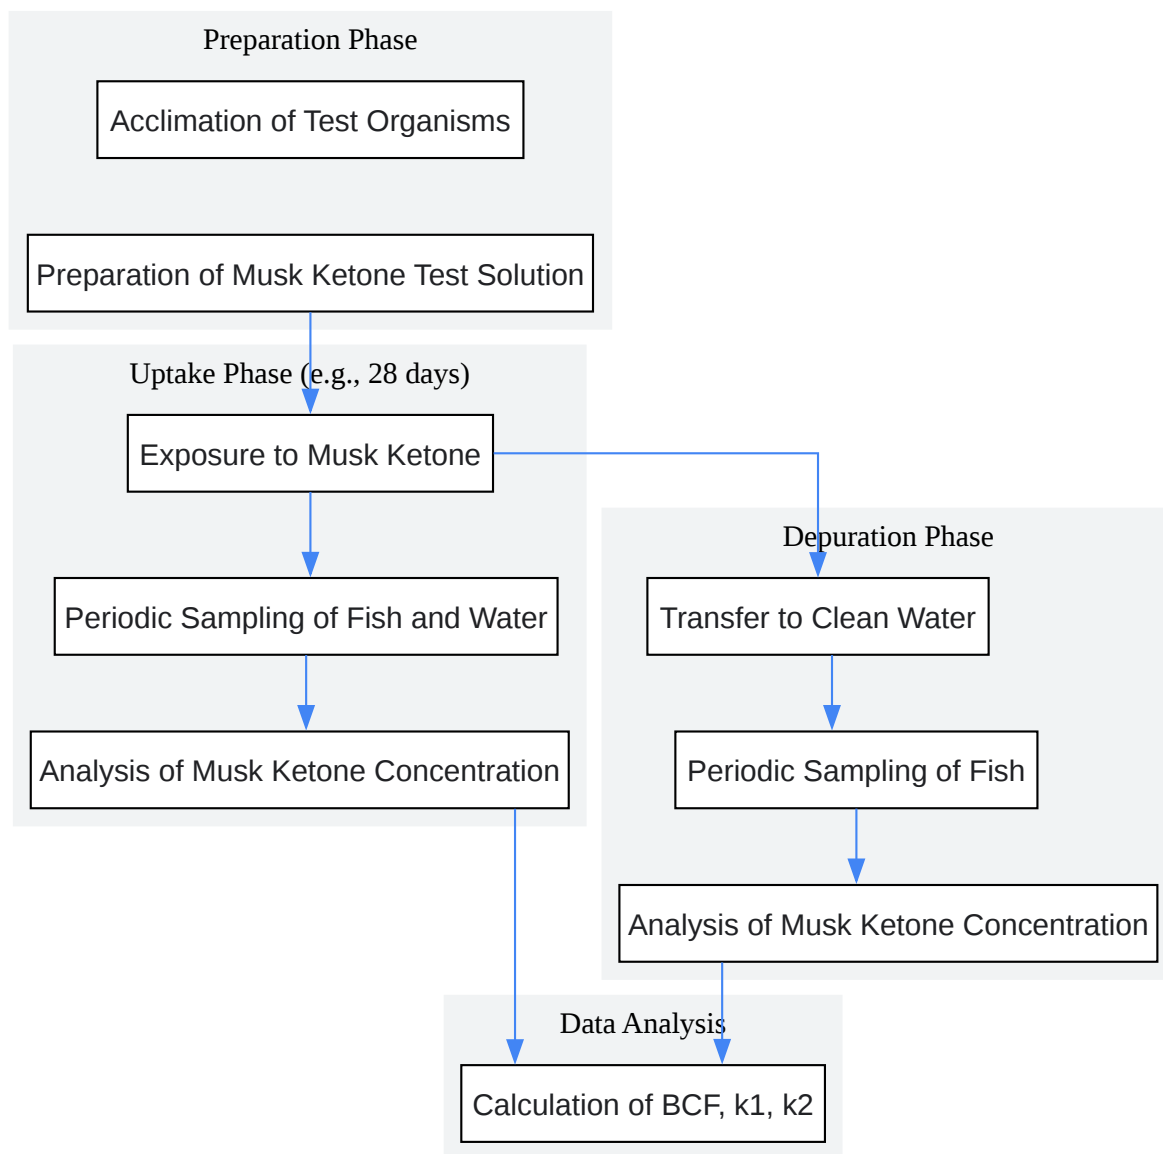 Preparation Phase
Acclimation of Test Organisms
Preparation of Musk Ketone Test Solution
Uptake Phase (e.g., 28 days)
Exposure to Musk Ketone
Periodic Sampling of Fish and Water
Analysis of Musk Ketone Concentration
Depuration Phase
Transfer to Clean Water
Periodic Sampling of Fish
Analysis of Musk Ketone Concentration
Data Analysis
Calculation of BCF, k1, k2